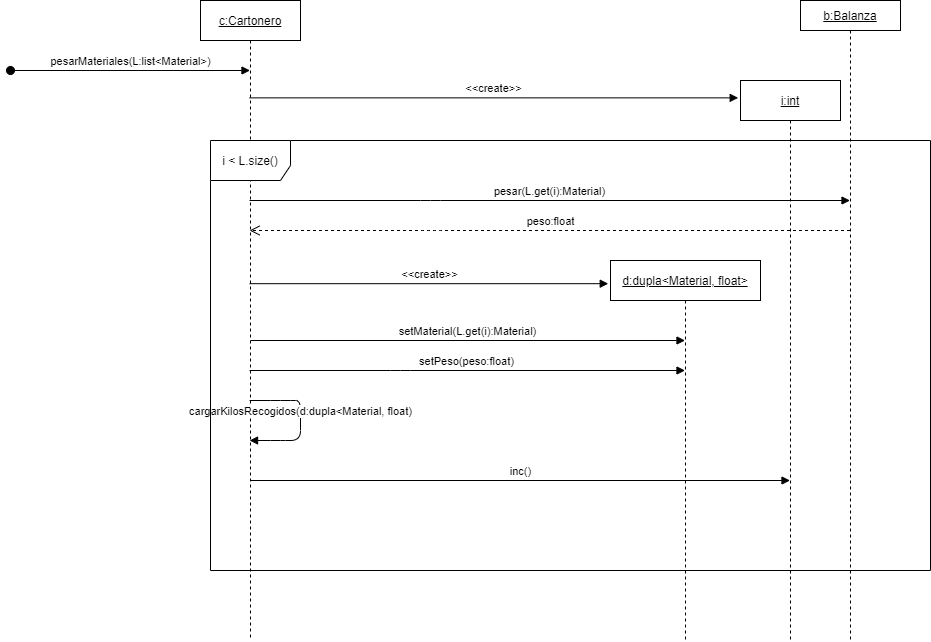 c:Cartonero
b:Balanza
pesarMateriales(L:list<Material>)
<<create>>
i:int
i < L.size()
pesar(L.get(i):Material)
peso:float
<<create>>
d:dupla<Material, float>
setMaterial(L.get(i):Material)
setPeso(peso:float)
cargarKilosRecogidos(d:dupla<Material, float)
inc()